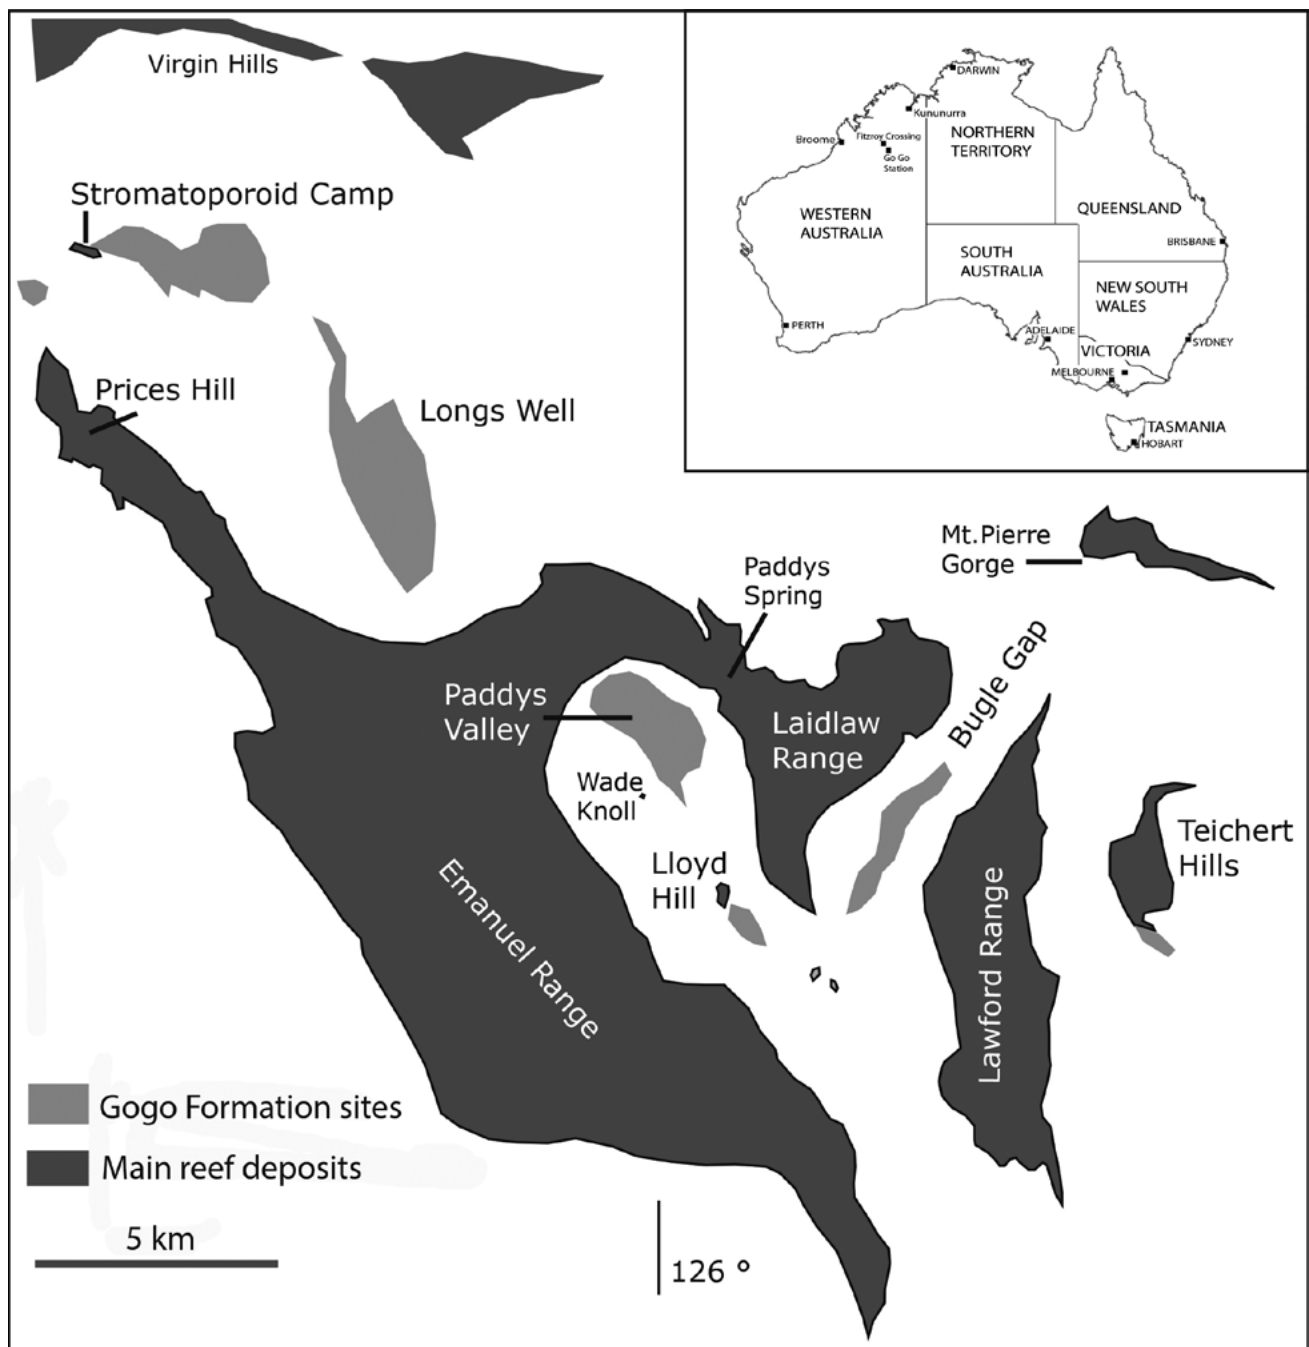 Virgin Hills
Stromatoporoid Camp
Prices Hill
Longs Well
DARWIN
Kununurra
Broome
Fitzroy Crossing
Go Go
Station
NORTHERN
TERRITORY
WESTERN
AUSTRALIA
QUEENSLAND
BRISBANE
SOUTH
AUSTRALIA
NEW SOUTH
WALES
PERTH
ADELAIDE
SYDNEY
VICTORIA
MELBOURNE
TASMANIA
HOBART
Mt.Pierre
Gorge
Paddys
Spring
Bugle Gap
Paddys
Valley
Laidlaw
Range
Wade
Knoll
Teichert
Hills
Lloyd
Hill
Emanuel Range
Lawford Range
Gogo Formation sites
Main reef deposits
5 km
126 °